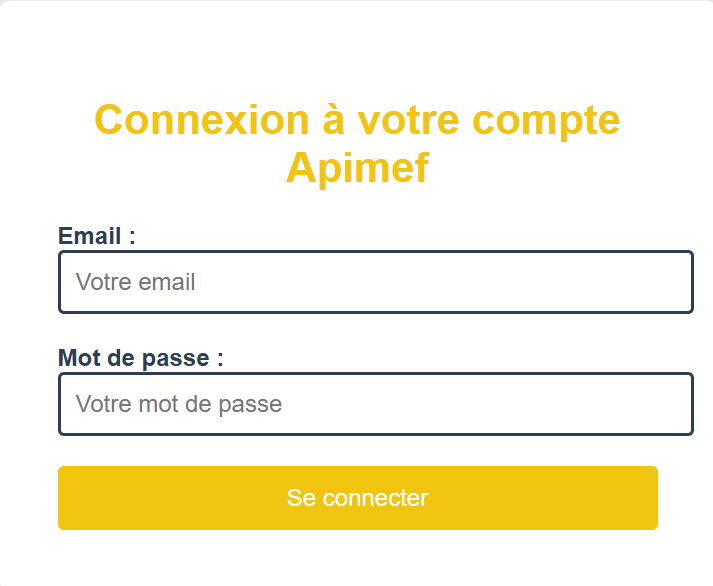 Connexion à votre compte
Apimef
Email :
Votre email
Mot de passe :
Votre mot de passe
Se connecter